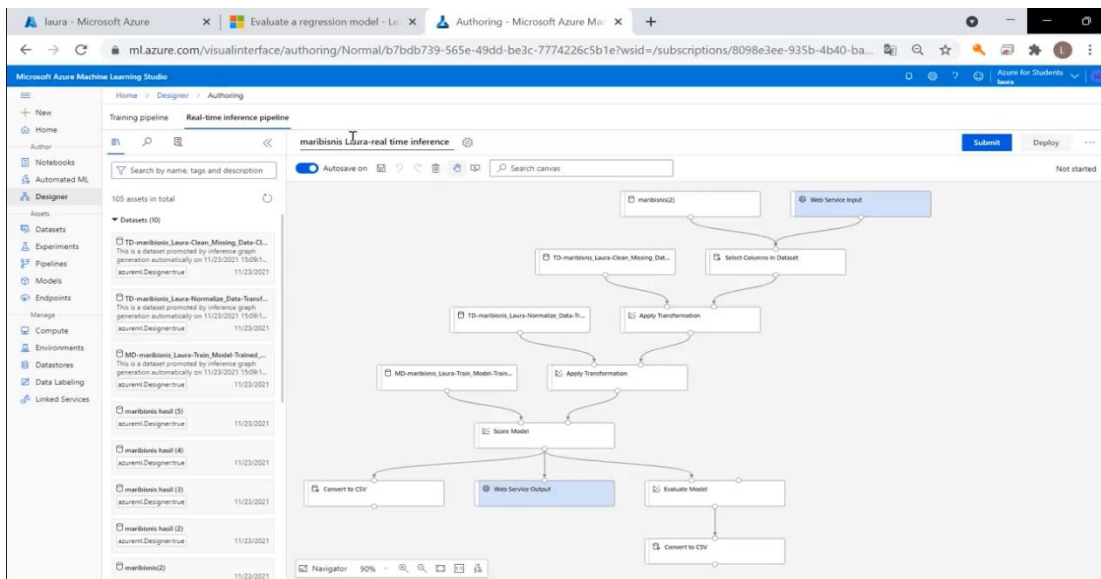 laura - Microsoft Azure
Evaluate a regression model - Le
Authoring - Microsoft Azure Mac
ml.azure.com/visualinterface/authoring/Normal/b7bdb739-565e-49dd-be3c-7774226c5b1e?wsid=/subscriptions/8098e3ee-935b-4b40-ba...
L
Microsoft Azure Machine Learning Studio
Azure for Students
laura
New
Home
Author
Notebooks
Automated ML
Designer
Assets
Datasets
Experiments
Pipelines
Models
Endpoints
Manage
Compute
Environments
Datastores
Data Labeling
Linked Services
Home > Designer > Authoring
Training pipeline Real-time inference pipeline
Search by name, tags and description
105 assets in total
Datasets (10)
TD-maribisnis_Laura-Clean_Missing_Data-Cl...
This is a dataset promoted by inference graph
generation automatically on 11/23/2021 15:09:1...
azureml.Designer:true 11/23/2021
TD-maribisnis_Laura-Normalize_Data-Transf...
This is a dataset promoted by inference graph
generation automatically on 11/23/2021 15:09:1...
azureml.Designer:true 11/23/2021
MD-maribisnis_Laura-Train_Model-Trained_...
This is a dataset promoted by inference graph
generation automatically on 11/23/2021 15:09:1...
azureml.Designer:true 11/23/2021
maribisnis hasil (5)
azureml.Designer:true 11/23/2021
maribisnis hasil (4)
azureml.Designer:true 11/23/2021
maribisnis hasil (3)
azureml.Designer:true 11/23/2021
maribisnis hasil (2)
azureml.Designer:true 11/23/2021
maribisnis(2)
11/23/2021
maribisnis Laura-real time inference
Submit
Deploy
Autosave on
Search canvas
Not started
maribisnis(2)
Web Service Input
TD-maribisnis_Laura-Clean_Missing_Dat...
Select Columns in Dataset
TD-maribisnis_Laura-Normalize_Data-Tr...
Apply Transformation
MD-maribisnis_Laura-Train_Model-Train...
Apply Transformation
Score Model
Convert to CSV
Web Service Output
Evaluate Model
Convert to CSV
Navigator 90%